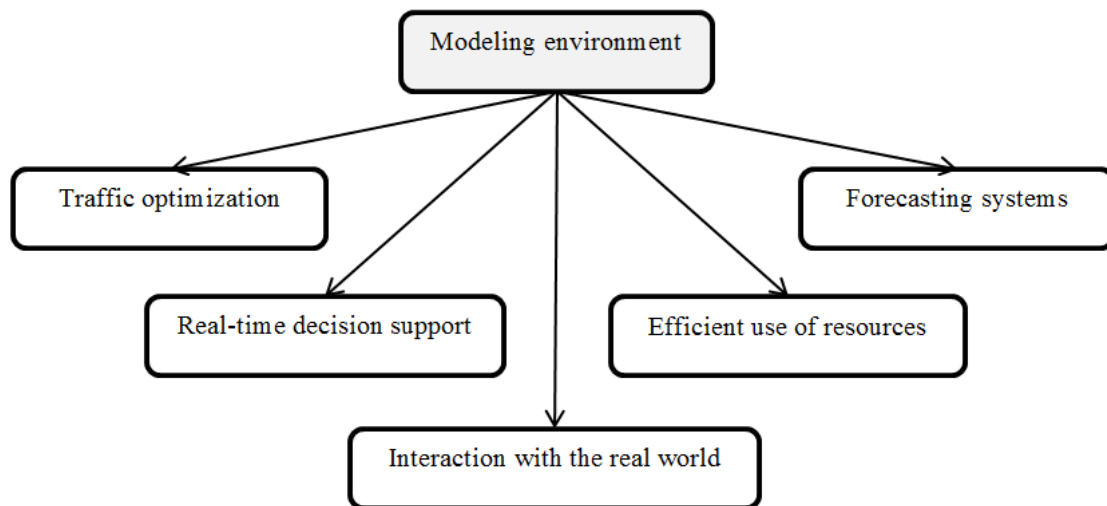 Modeling environment
Traffic optimization
Forecasting systems
Real-time decision support
Efficient use of resources
Interaction with the real world